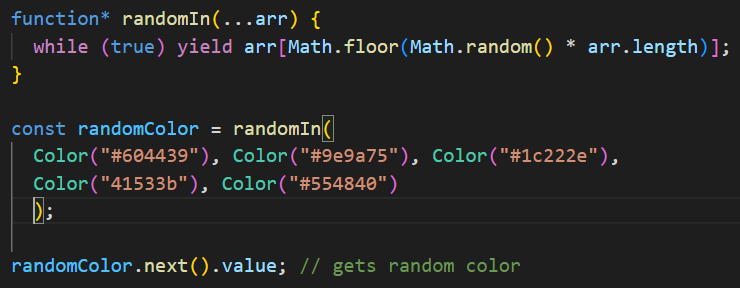 function* randomIn(...arr) {
  while (true) yield arr[Math.floor(Math.random() * arr.length)];
}
const randomColor = randomIn(
  Color("#604439"), Color("#9e9a75"), Color("#1c222e"),
  Color("41533b"), Color("#554840")
  );
randomColor.next().value; // gets random color